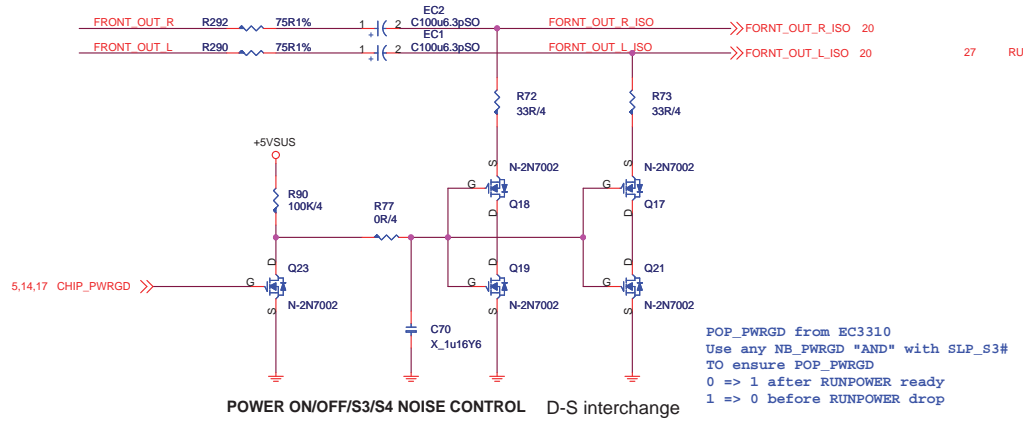 EC2
FRONT_OUT_R R292 75R1% 1 + 2 C100u6.3pSO FORNT_OUT_R_ISO FORNT_OUT_R_ISO 20
EC1
FRONT_OUT_L R290 75R1% 1 + 2 C100u6.3pSO FORNT_OUT_L_ISO FORNT_OUT_L_ISO 20 27 RU
R72
33R/4
R73
33R/4
+5VSUS
R90
100K/4
R77
0R/4
S
N-2N7002
G
Q18
D
S
N-2N7002
G
Q17
D
5,14,17 CHIP_PWRGD
D
Q23
G
N-2N7002
S
D
Q19
G
N-2N7002
S
D
Q21
G
N-2N7002
S
C70
X_1u16Y6
POP_PWRGD from EC3310
Use any NB_PWRGD "AND" with SLP_S3#
TO ensure POP_PWRGD
0 => 1 after RUNPOWER ready
1 => 0 before RUNPOWER drop
POWER ON/OFF/S3/S4 NOISE CONTROL D-S interchange